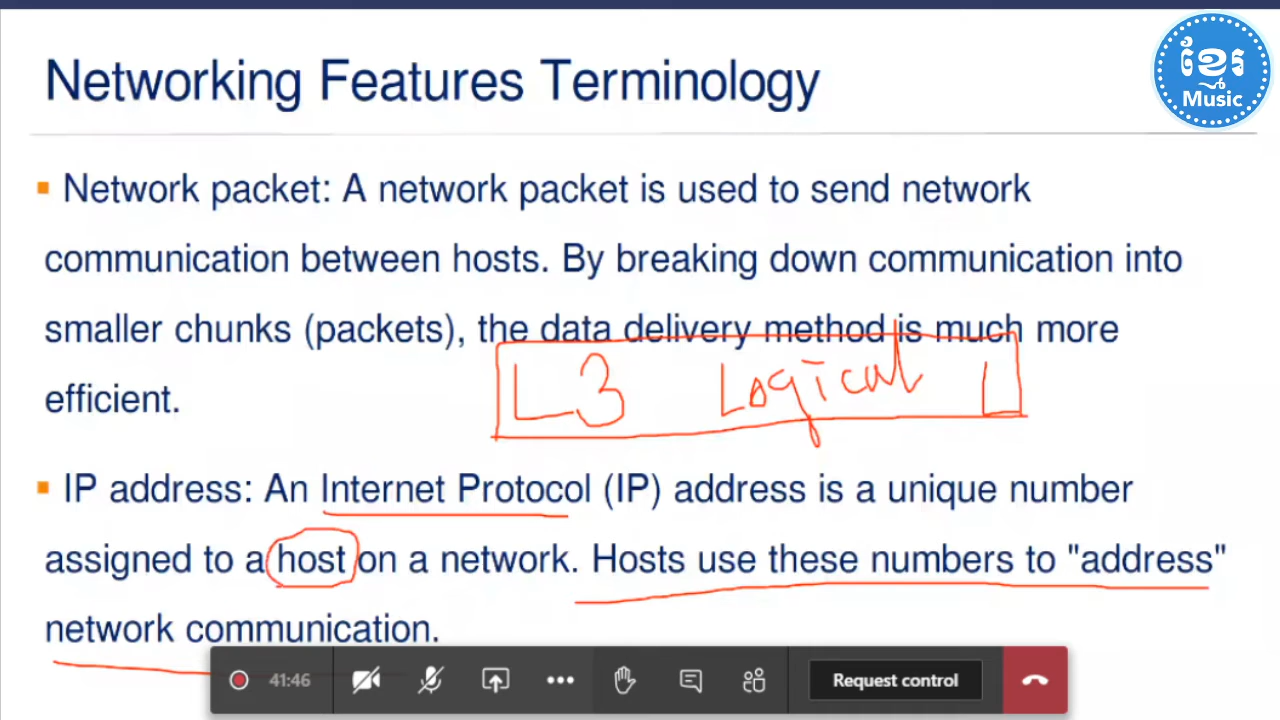 Networking Features Terminology
ខ្មែរ
Music
Network packet: A network packet is used to send network
communication between hosts. By breaking down communication into
smaller chunks (packets), the data delivery method is much more
efficient.
L3 Logical
IP address: An Internet Protocol (IP) address is a unique number
assigned to a host on a network. Hosts use these numbers to "address"
network communication.
41:46
Request control